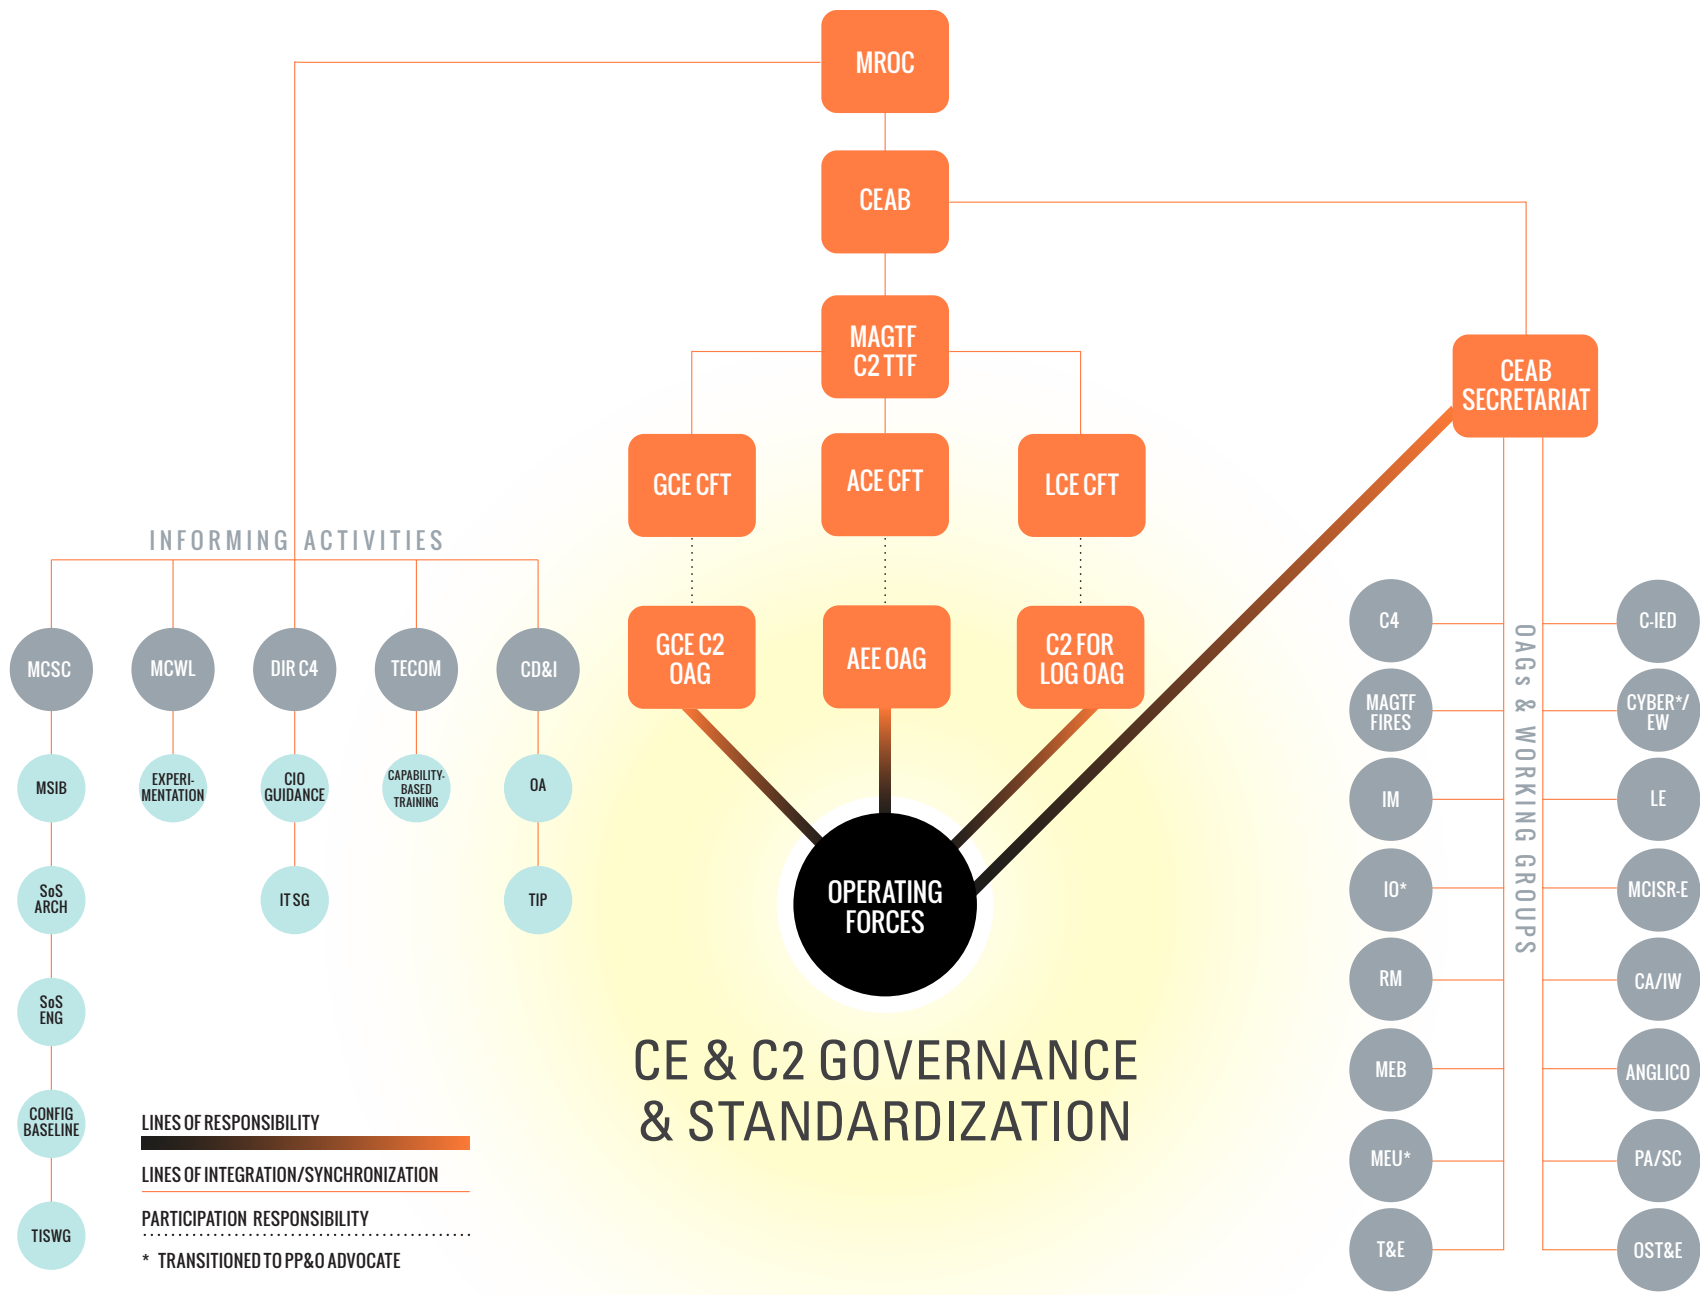 MROC
CEAB
MAGTF
C2 TTF
CEAB
SECRETARIAT
GCE CFT
ACE CFT
LCE CFT
INFORMING ACTIVITIES
MCSC
MCWL
DIR C4
TECOM
CD&I
GCE C2
OAG
AEE OAG
C2 FOR
LOG OAG
MSIB
EXPERI-
MENTATION
CIO
GUIDANCE
CAPABILITY-
BASED
TRAINING
OA
SoS
ARCH
IT SG
TIP
SoS
ENG
CONFIG
BASELINE
TISWG
OPERATING
FORCES
CE & C2 GOVERNANCE
& STANDARDIZATION
OAGs & WORKING GROUPS
C4
C-IED
MAGTF
FIRES
CYBER*/
EW
IM
LE
IO*
MCISR-E
RM
CA/IW
MEB
ANGLICO
MEU*
PA/SC
T&E
OST&E
LINES OF RESPONSIBILITY
LINES OF INTEGRATION/SYNCHRONIZATION
PARTICIPATION RESPONSIBILITY
* TRANSITIONED TO PP&O ADVOCATE